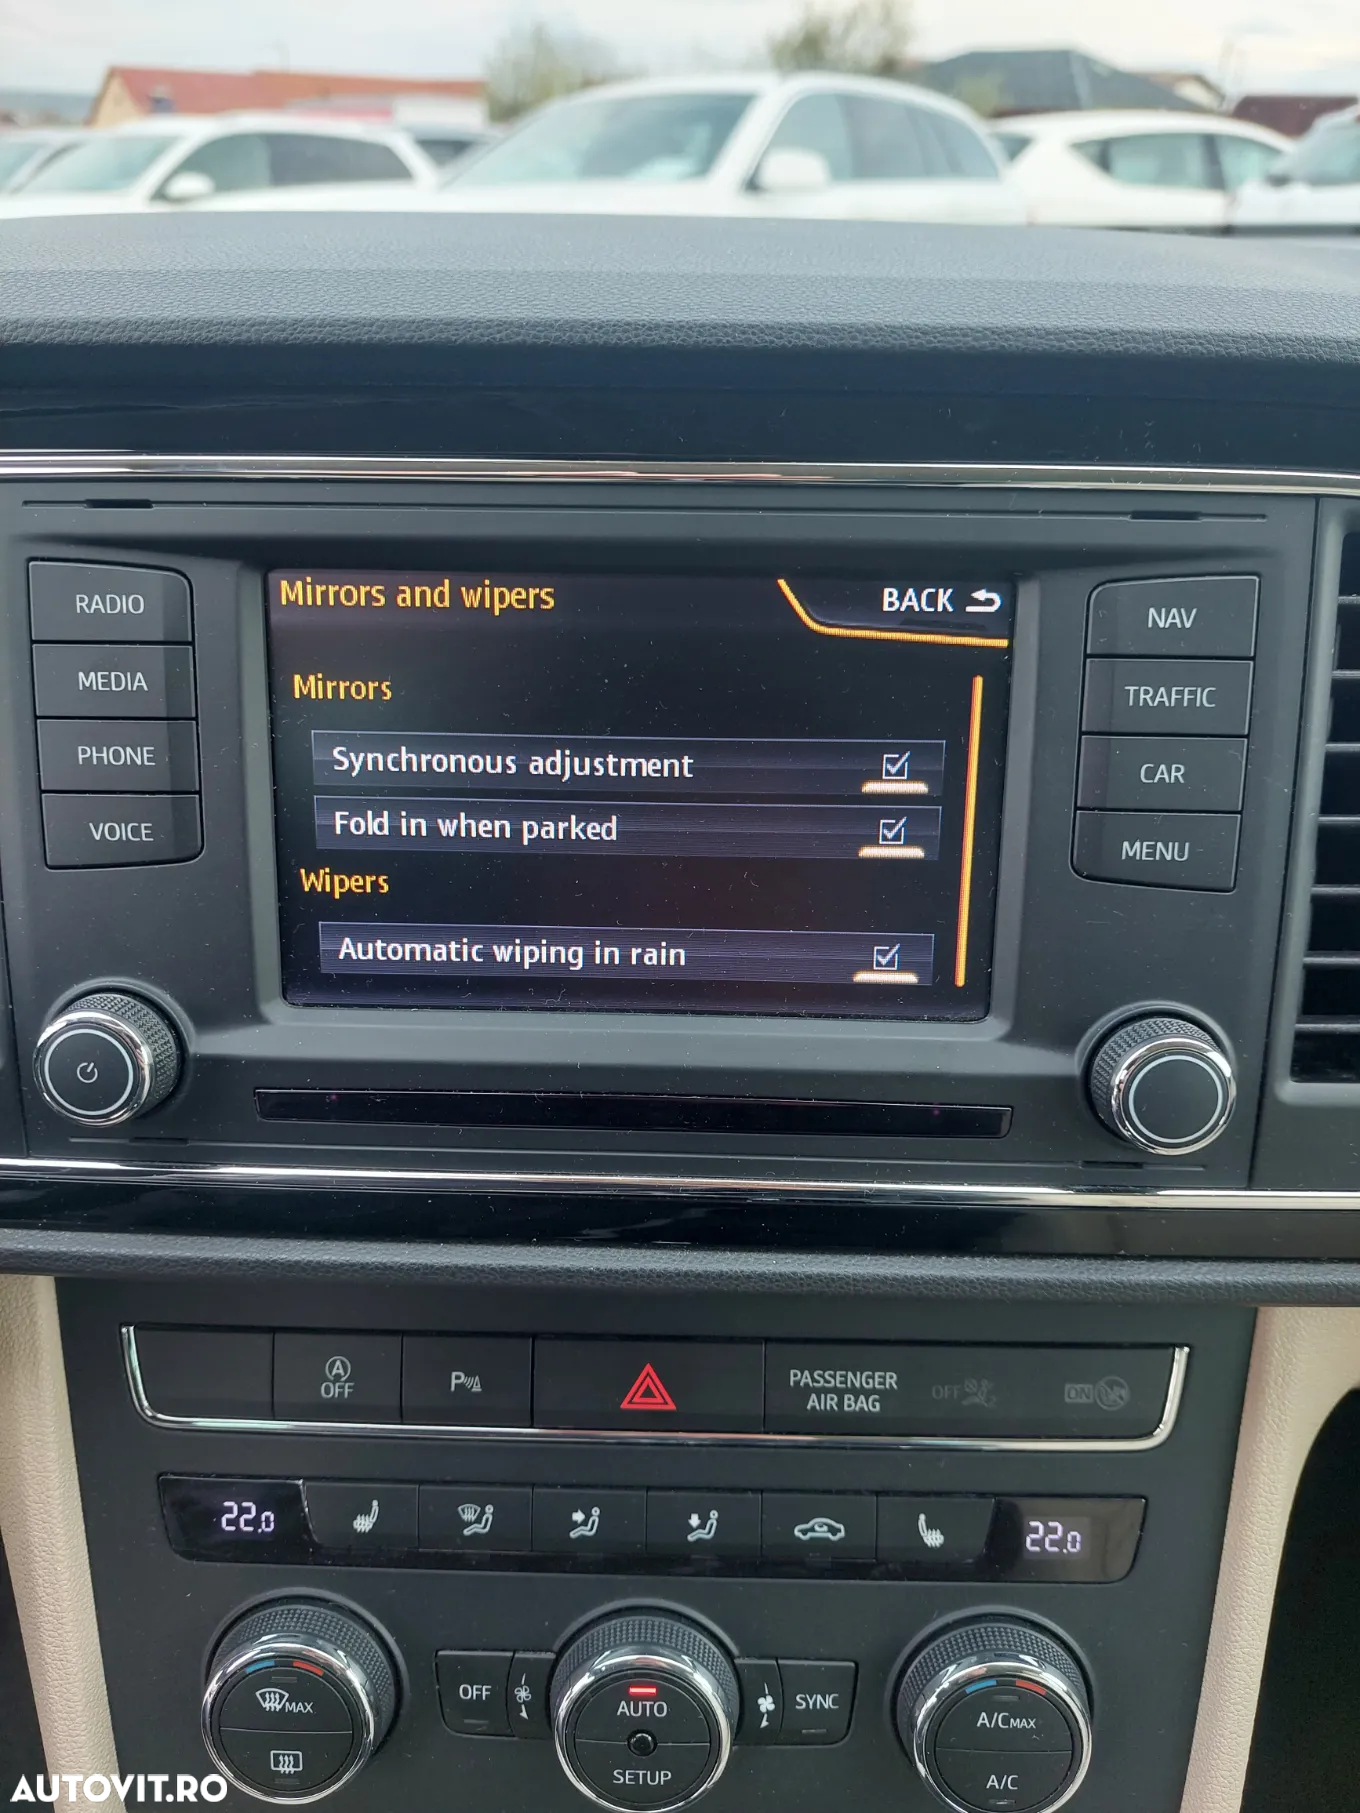 Mirrors and wipers
BACK
Mirrors
Synchronous adjustment
Fold in when parked
Wipers
Automatic wiping in rain
RADIO
MEDIA
PHONE
VOICE
NAV
TRAFFIC
CAR
MENU
A
OFF
P
PASSENGER
AIR BAG
OFF
ON
22.0
22.0
MAX
OFF
AUTO
SETUP
SYNC
A/C MAX
A/C
AUTOVIT.RO